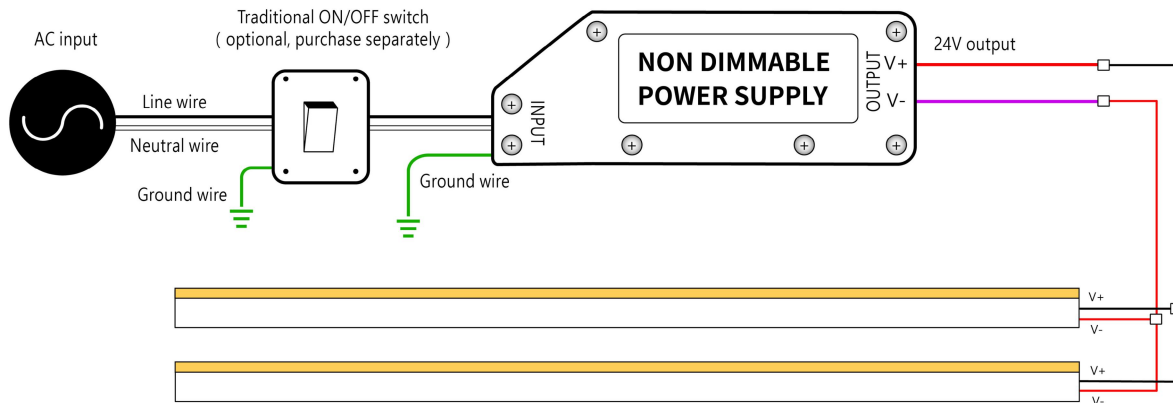 Traditional ON/OFF switch
( optional, purchase separately )
AC input
Line wire
Neutral wire
Ground wire
Ground wire
INPUT
NON DIMMABLE
POWER SUPPLY
OUTPUT
V+
V-
24V output
V+
V-
V+
V-